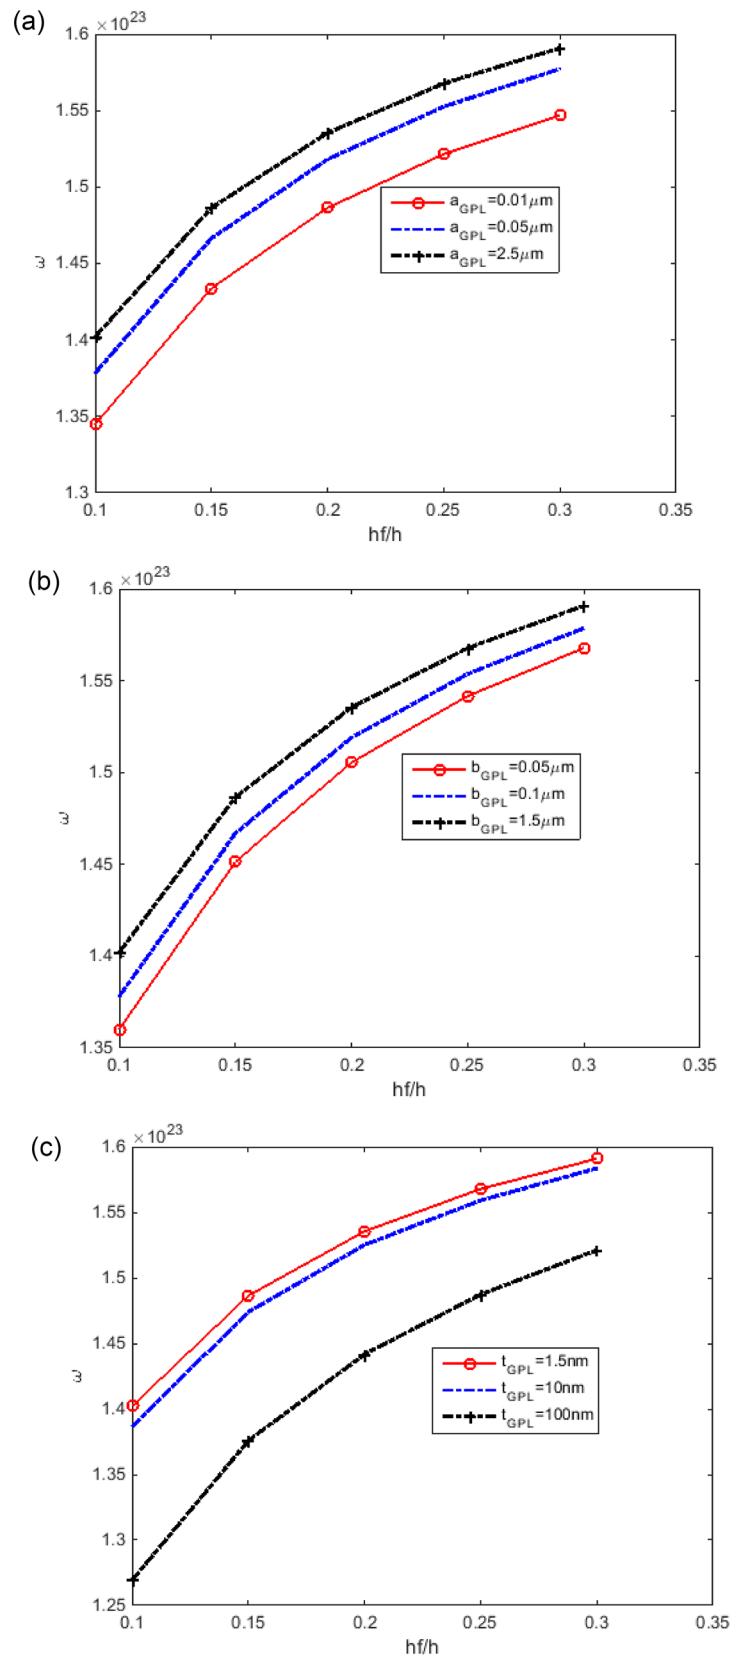 (a)
×10^23
1.6
1.55
1.5
1.45
1.4
1.35
1.3
ω
a_GPL=0.01μm
a_GPL=0.05μm
a_GPL=2.5μm
0.1 0.15 0.2 0.25 0.3 0.35
hf/h
(b)
×10^23
1.6
1.55
1.5
1.45
1.4
1.35
ω
b_GPL=0.05μm
b_GPL=0.1μm
b_GPL=1.5μm
0.1 0.15 0.2 0.25 0.3 0.35
hf/h
(c)
×10^23
1.6
1.55
1.5
1.45
1.4
1.35
1.3
1.25
ω
t_GPL=1.5nm
t_GPL=10nm
t_GPL=100nm
0.1 0.15 0.2 0.25 0.3 0.35
hf/h